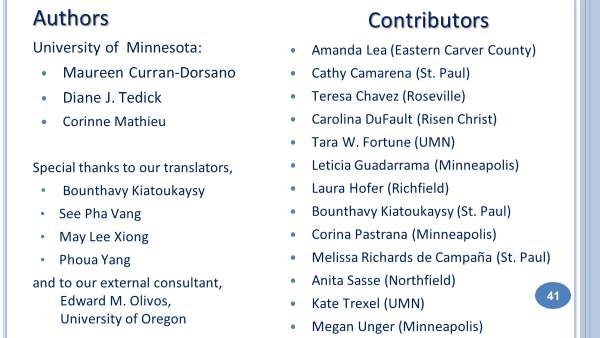 Authors
University of Minnesota:
• Maureen Curran-Dorsano
• Diane J. Tedick
• Corinne Mathieu
Special thanks to our translators,
• Bounthavy Kiatoukaysy
• See Pha Vang
• May Lee Xiong
• Phoua Yang
and to our external consultant,
Edward M. Olivos,
University of Oregon
Contributors
• Amanda Lea (Eastern Carver County)
• Cathy Camarena (St. Paul)
• Teresa Chavez (Roseville)
• Carolina DuFault (Risen Christ)
• Tara W. Fortune (UMN)
• Leticia Guadarrama (Minneapolis)
• Laura Hofer (Richfield)
• Bounthavy Kiatoukaysy (St. Paul)
• Corina Pastrana (Minneapolis)
• Melissa Richards de Campaña (St. Paul)
• Anita Sasse (Northfield)
• Kate Trexel (UMN)
• Megan Unger (Minneapolis)
41